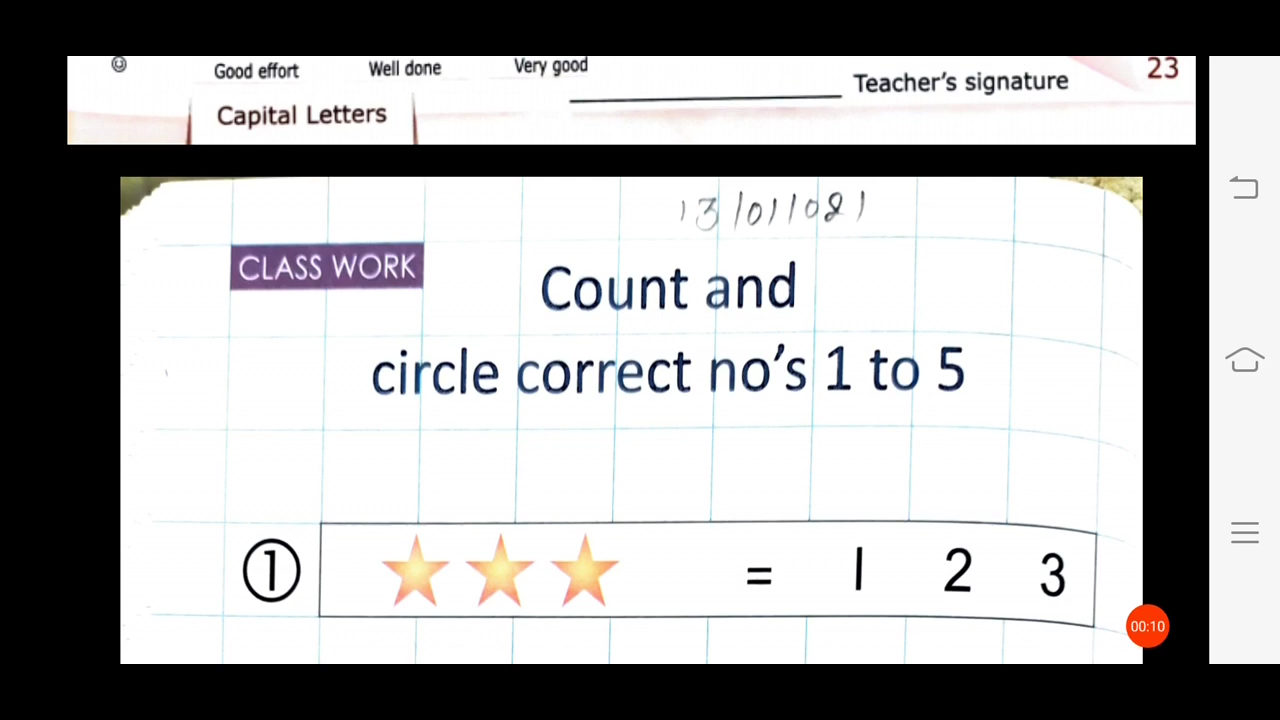 Good effort Well done Very good
Teacher's signature 23
Capital Letters
13/01/021
CLASS WORK
Count and
circle correct no's 1 to 5
① = 1 2 3
00:10